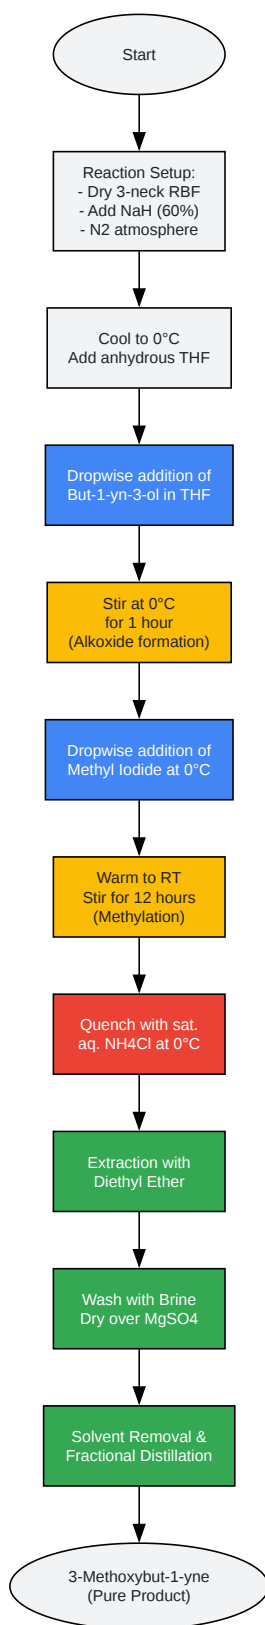 Start
Reaction Setup:
- Dry 3-neck RBF
- Add NaH (60%)
- N2 atmosphere
Cool to 0°C
Add anhydrous THF
Dropwise addition of
But-1-yn-3-ol in THF
Stir at 0°C
for 1 hour
(Alkoxide formation)
Dropwise addition of
Methyl Iodide at 0°C
Warm to RT
Stir for 12 hours
(Methylation)
Quench with sat.
aq. NH4Cl at 0°C
Extraction with
Diethyl Ether
Wash with Brine
Dry over MgSO4
Solvent Removal &
Fractional Distillation
3-Methoxybut-1-yne
(Pure Product)